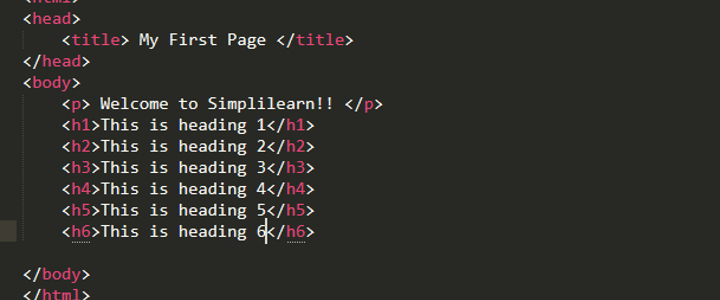 <html>
<head>
<title> My First Page </title>
</head>
<body>
<p> Welcome to Simplilearn!! </p>
<h1>This is heading 1</h1>
<h2>This is heading 2</h2>
<h3>This is heading 3</h3>
<h4>This is heading 4</h4>
<h5>This is heading 5</h5>
<h6>This is heading 6</h6>
</body>
</html>